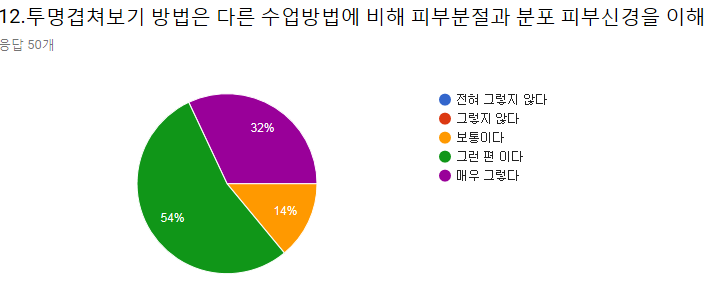 12.투명겹쳐보기 방법은 다른 수업방법에 비해 피부분절과 분포 피부신경을 이해
응답 50개
전혀 그렇지 않다
그렇지 않다
보통이다
그런 편 이다
매우 그렇다
32%
14%
54%